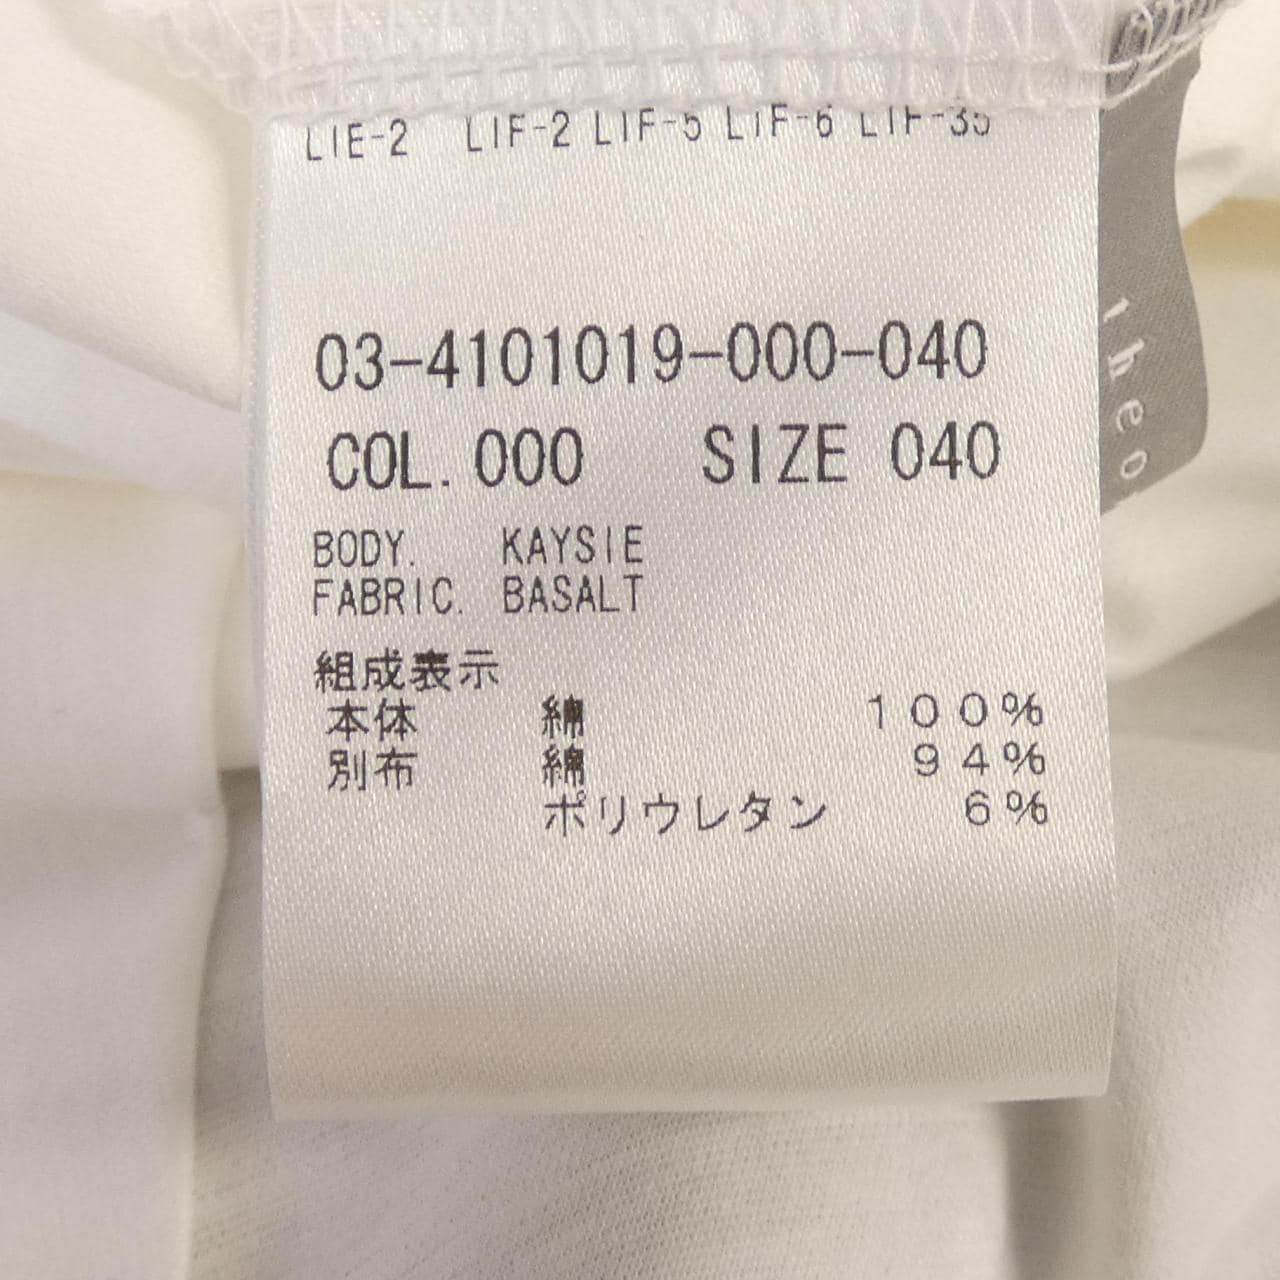 LIE-2 LIF-2 LIF-5 LIF-6 LIF-35
03-4101019-000-040
COL. 000 SIZE 040
BODY. KAYSIE
FABRIC. BASALT
組成表示
本体 綿 100%
別布 綿 94%
ポリウレタン 6%
theo